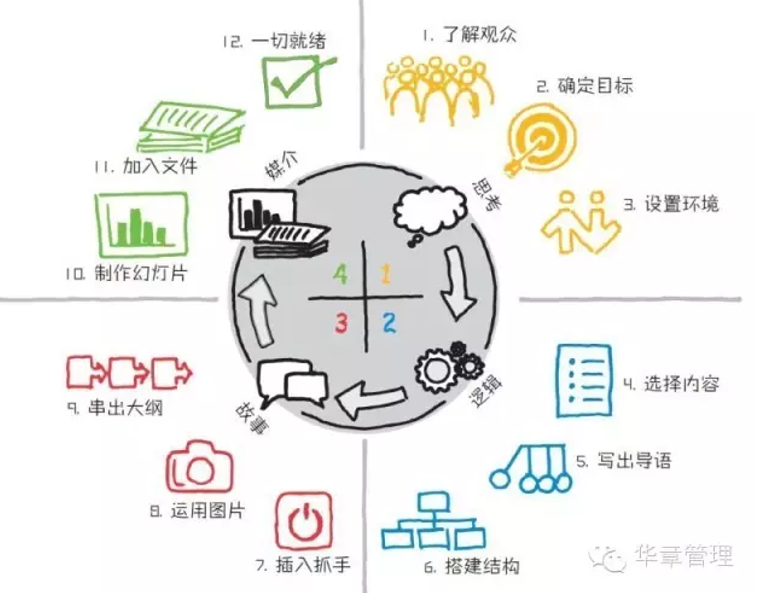 12. 一切就绪
1. 了解观众
2. 确定目标
11. 加入文件
媒介
思考
3. 设置环境
10. 制作幻灯片
4 1
3 2
4. 选择内容
9. 串出大纲
故事
逻辑
5. 写出导语
8. 运用图片
7. 插入抓手
6. 搭建结构
华章管理